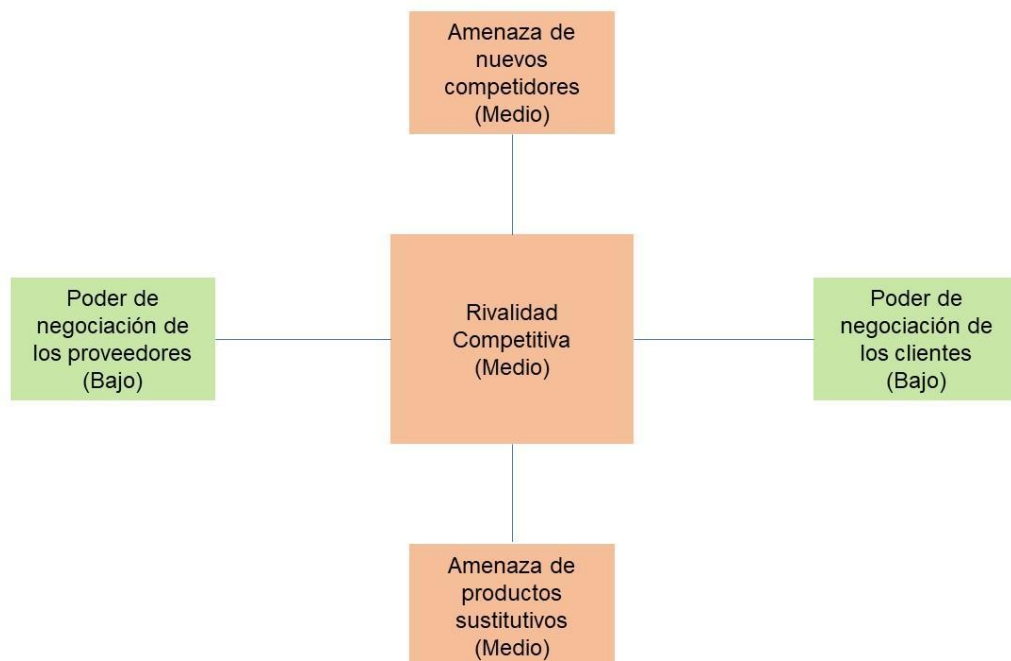 Amenaza de
nuevos
competidores
(Medio)
Poder de
negociación de
los proveedores
(Bajo)
Rivalidad
Competitiva
(Medio)
Poder de
negociación de
los clientes
(Bajo)
Amenaza de
productos
sustitutivos
(Medio)